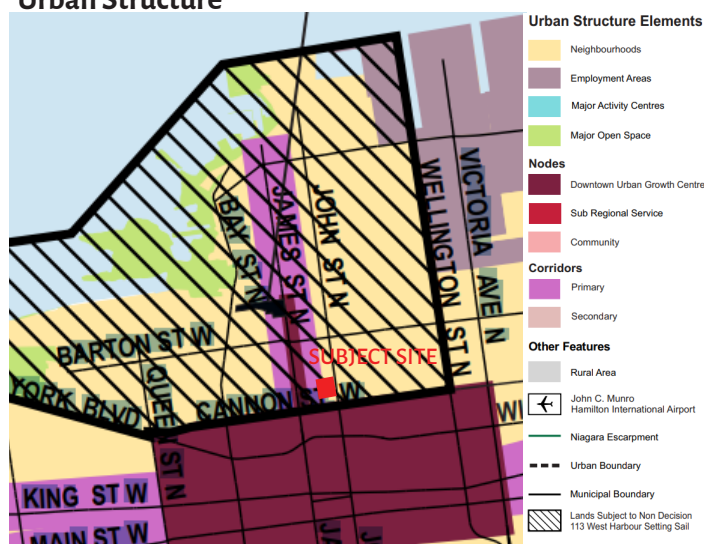 Urban Structure
Urban Structure Elements
Neighbourhoods
Employment Areas
Major Activity Centres
Major Open Space
Nodes
Downtown Urban Growth Centre
Sub Regional Service
Community
Corridors
Primary
Secondary
Other Features
Rural Area
John C. Munro
Hamilton International Airport
Niagara Escarpment
Urban Boundary
Municipal Boundary
Lands Subject to Non Decision
113 West Harbour Setting Sail
BAY ST N
JAMES ST N
JOHN ST N
WELLINGTON ST N
VICTORIA AVE N
BARTON ST W
SUBJECT SITE
YORK BLVD
QUEEN ST N
CANNON ST W
WI
KING ST W
MAIN ST W
JA
J